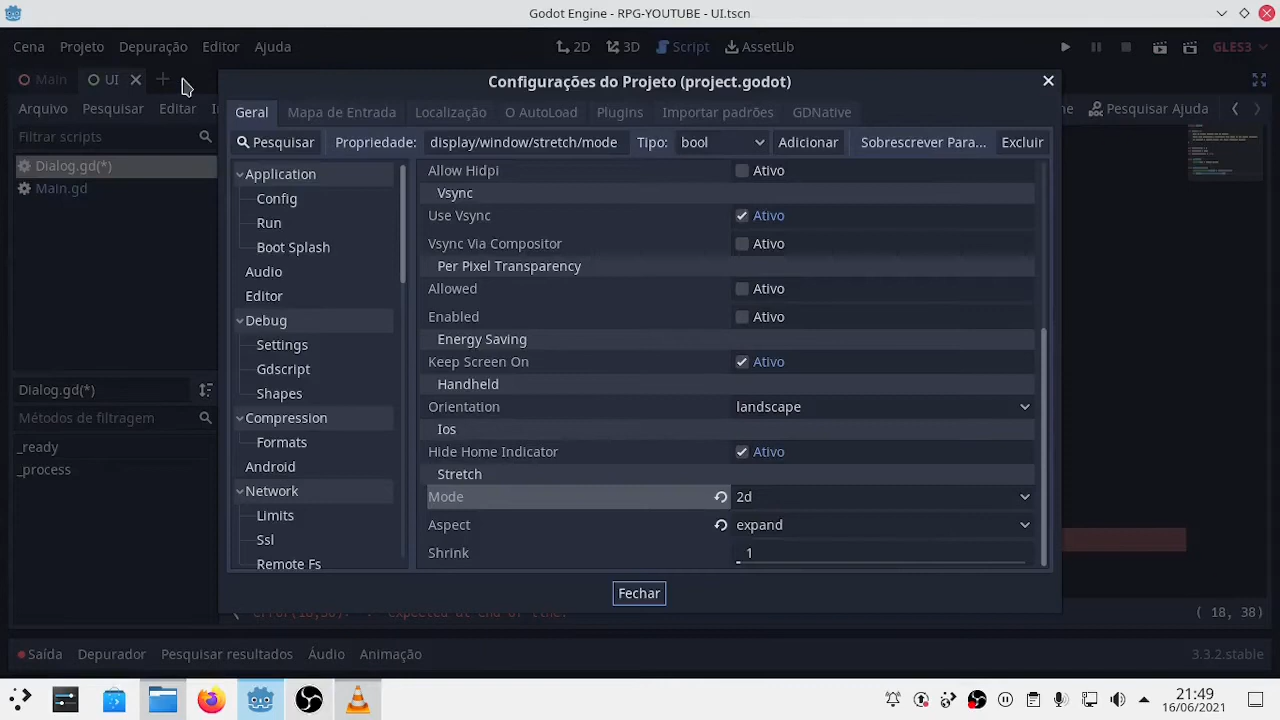 Godot Engine - RPG-YOUTUBE - UI.tscn
Cena Projeto Depuração Editor Ajuda 2D 3D Script AssetLib GLES3
Main UI
Configurações do Projeto (project.godot)
Arquivo Pesquisar Editar
Geral Mapa de Entrada Localização O AutoLoad Plugins Importar padrões GDNative
Pesquisar Ajuda
Filtrar scripts
Pesquisar Propriedade: display/window/stretch/mode Tipo: bool Adicionar Sobrescrever Para... Excluir
Dialog.gd(*)
Main.gd
Application
Config
Run
Boot Splash
Audio
Editor
Debug
Settings
Gdscript
Shapes
Compression
Formats
Android
Network
Limits
Ssl
Remote Fs
Allow Hidpi Ativo
Vsync
Use Vsync Ativo
Vsync Via Compositor Ativo
Per Pixel Transparency
Allowed Ativo
Enabled Ativo
Energy Saving
Keep Screen On Ativo
Handheld
Orientation landscape
Ios
Hide Home Indicator Ativo
Stretch
Mode 2d
Aspect expand
Shrink 1
Dialog.gd(*)
Métodos de filtragem
_ready
_process
Fechar
( 18, 38)
Saída Depurador Pesquisar resultados Áudio Animação 3.3.2.stable
21:49
16/06/2021